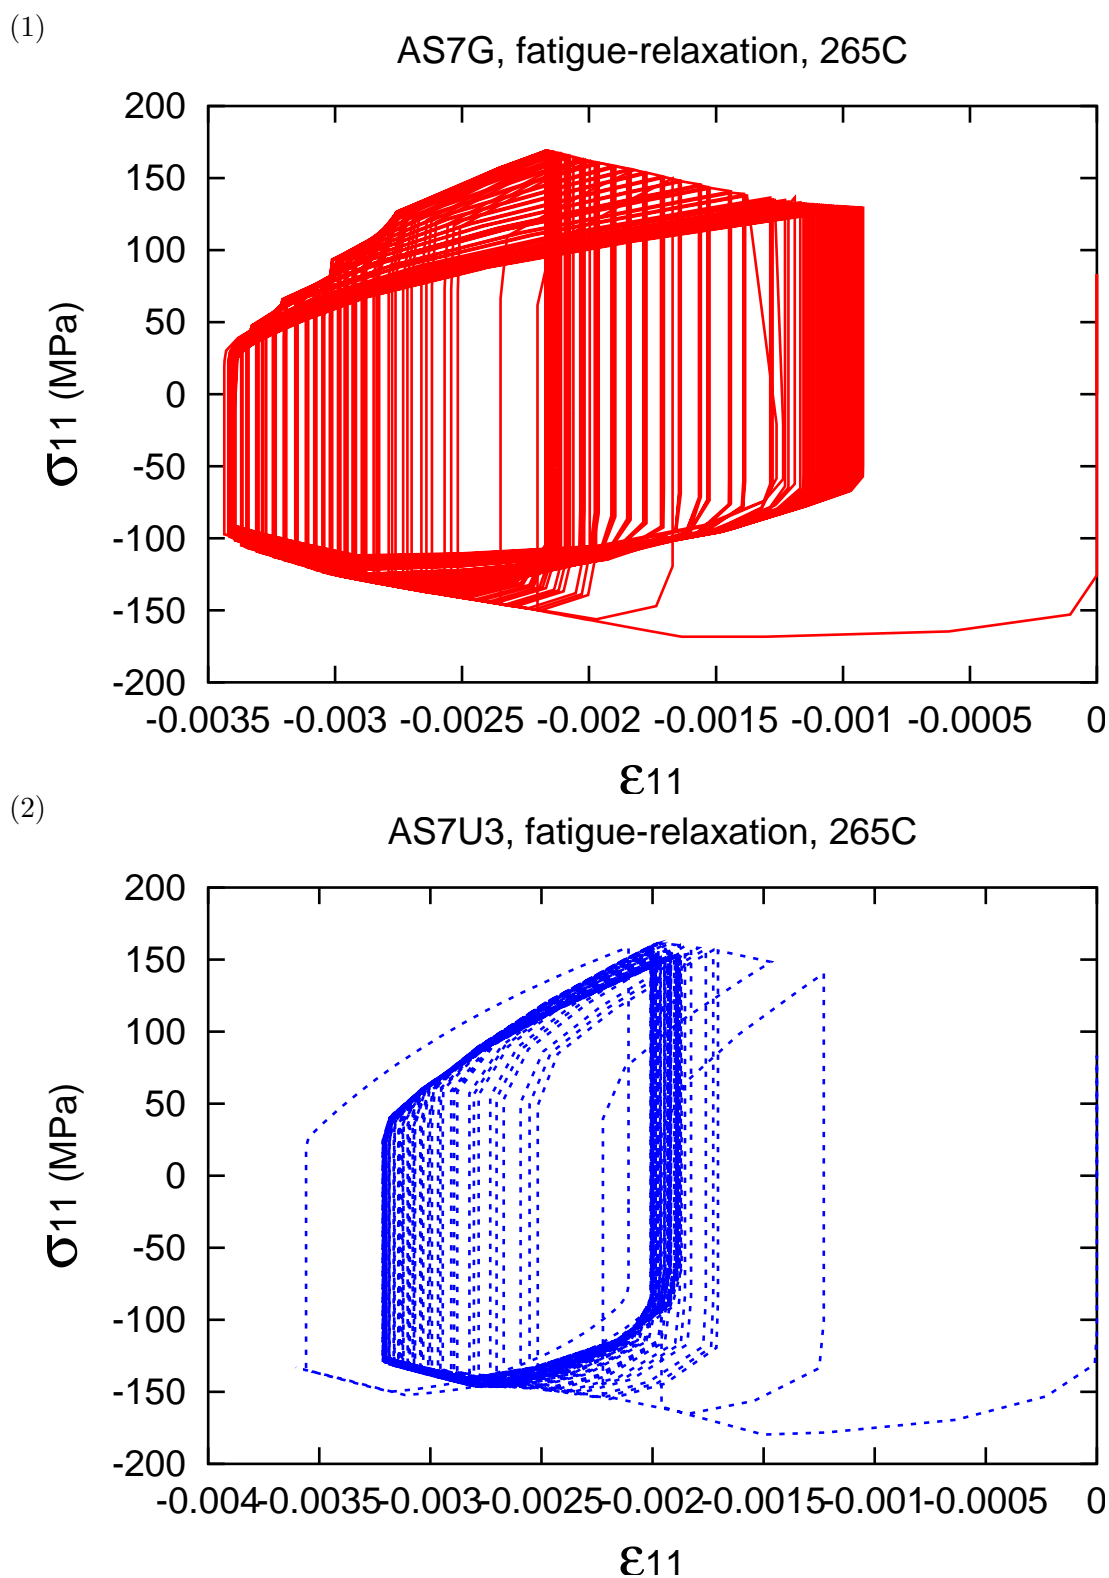 (1)
AS7G, fatigue-relaxation, 265C
200
150
100
50
0
-50
-100
-150
-200
σ11 (MPa)
-0.0035 -0.003 -0.0025 -0.002 -0.0015 -0.001 -0.0005 0
ε11
(2)
AS7U3, fatigue-relaxation, 265C
200
150
100
50
0
-50
-100
-150
-200
σ11 (MPa)
-0.004 -0.0035 -0.003 -0.0025 -0.002 -0.0015 -0.001 -0.0005 0
ε11